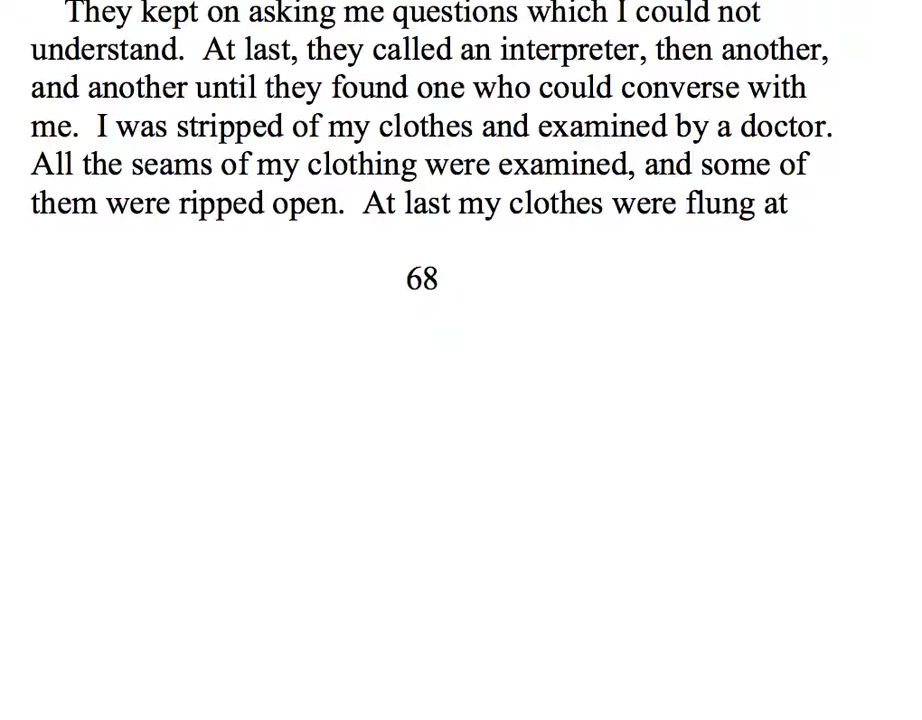 They kept on asking me questions which I could not
understand.  At last, they called an interpreter, then another,
and another until they found one who could converse with
me.  I was stripped of my clothes and examined by a doctor.
All the seams of my clothing were examined, and some of
them were ripped open.  At last my clothes were flung at
68